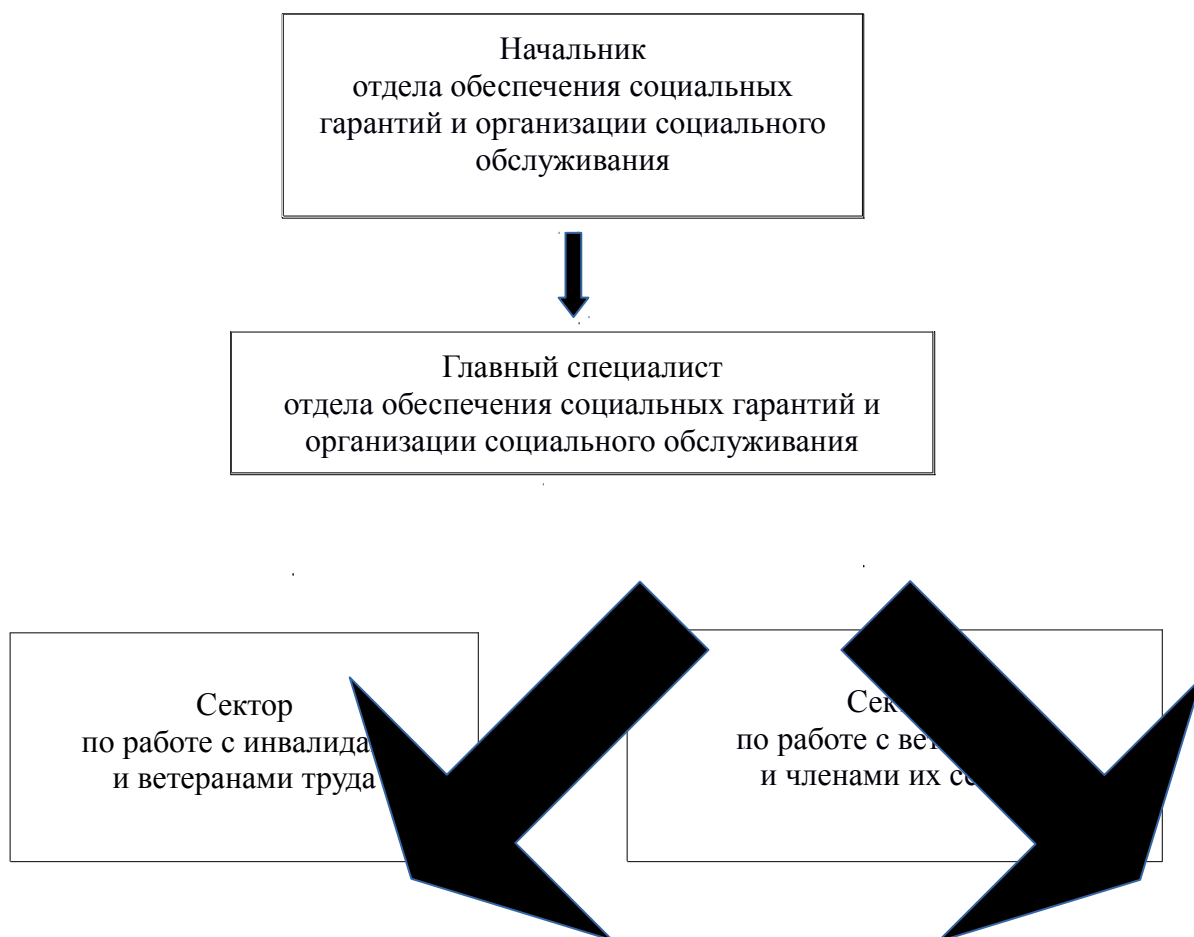 Начальник
отдела обеспечения социальных
гарантий и организации социального
обслуживания
Главный специалист
отдела обеспечения социальных гарантий и
организации социального обслуживания
Сектор
по работе с
и ветеранами труда
по работе с
и членами их